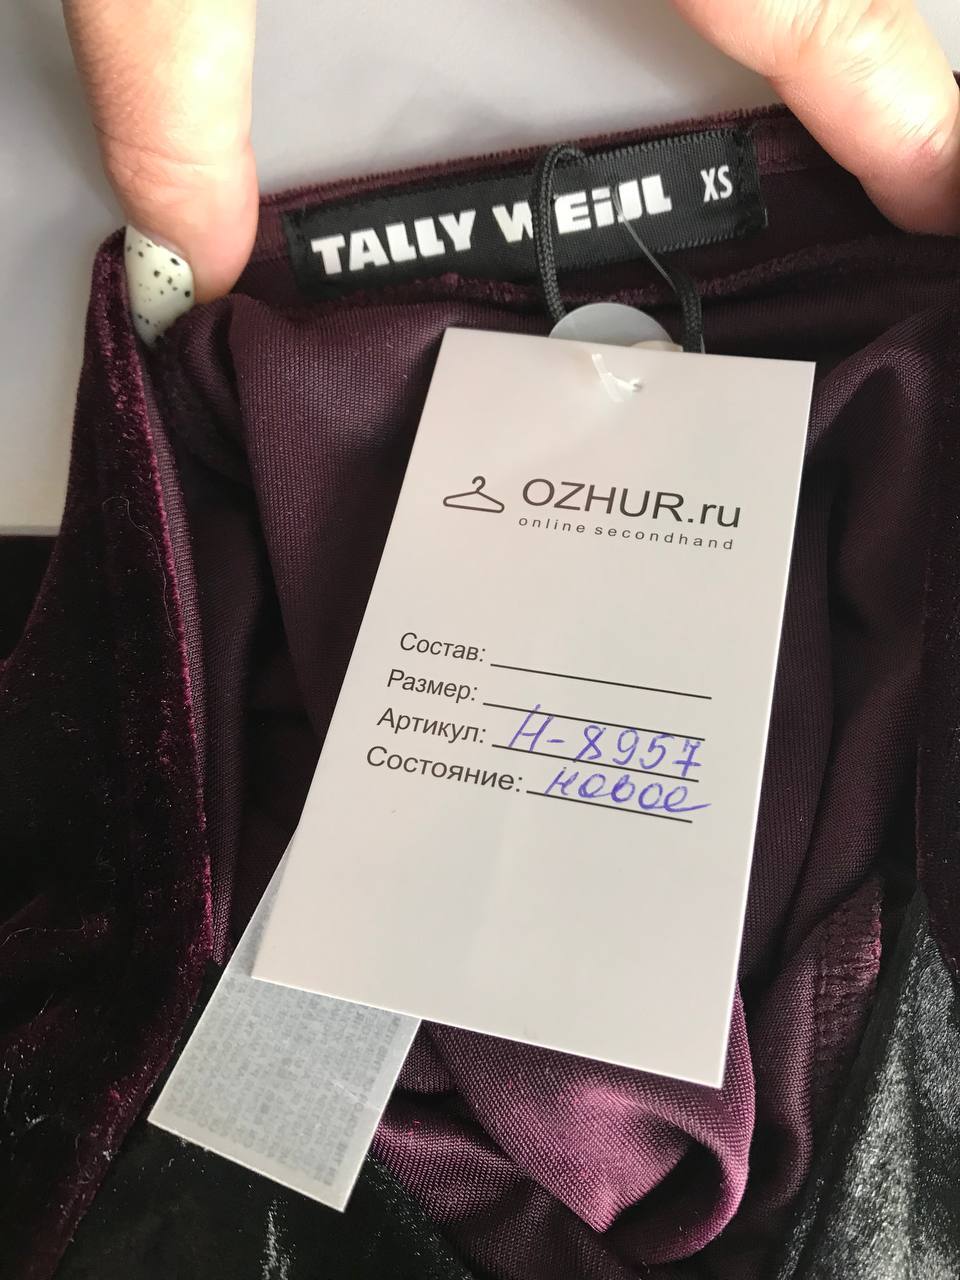 TALLY WEiJL XS
OZHUR.ru
online secondhand
Состав:
Размер:
Артикул: Н-8957
Состояние: новое